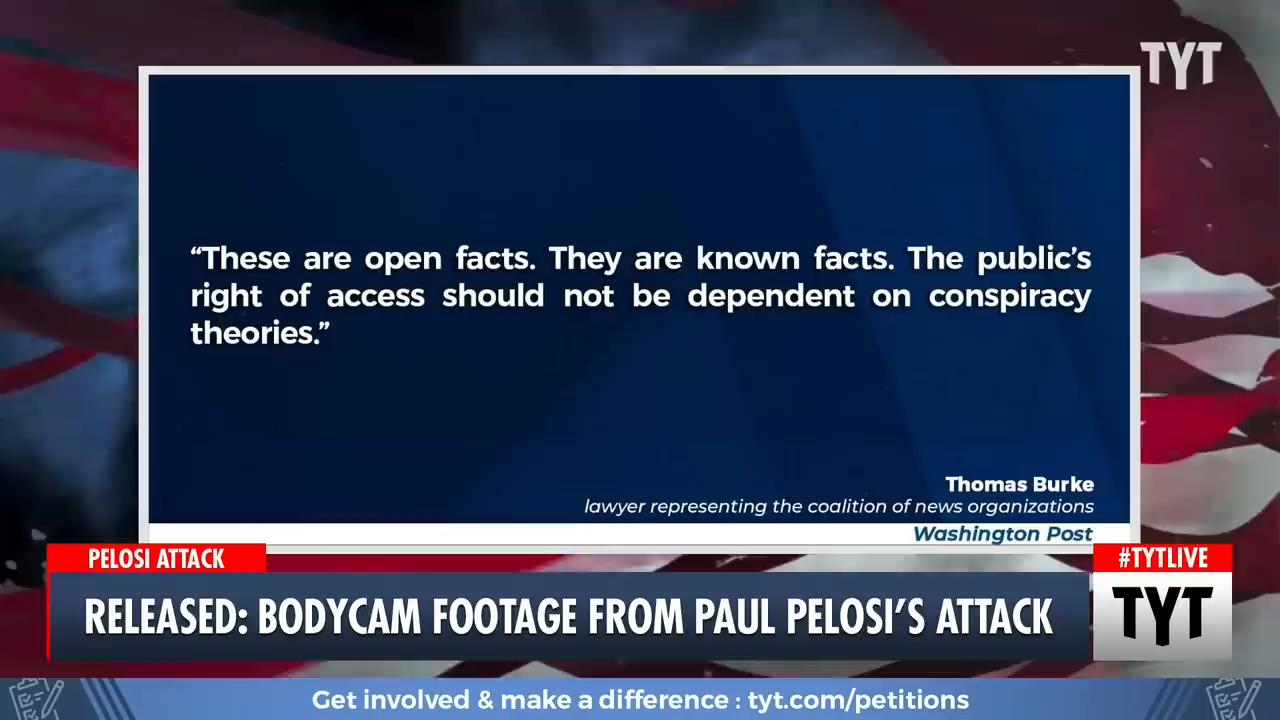 TYT
“These are open facts. They are known facts. The public’s
right of access should not be dependent on conspiracy
theories.”
Thomas Burke
lawyer representing the coalition of news organizations
Washington Post
PELOSI ATTACK
#TYTLIVE
RELEASED: BODYCAM FOOTAGE FROM PAUL PELOSI’S ATTACK
TYT
Get involved & make a difference : tyt.com/petitions